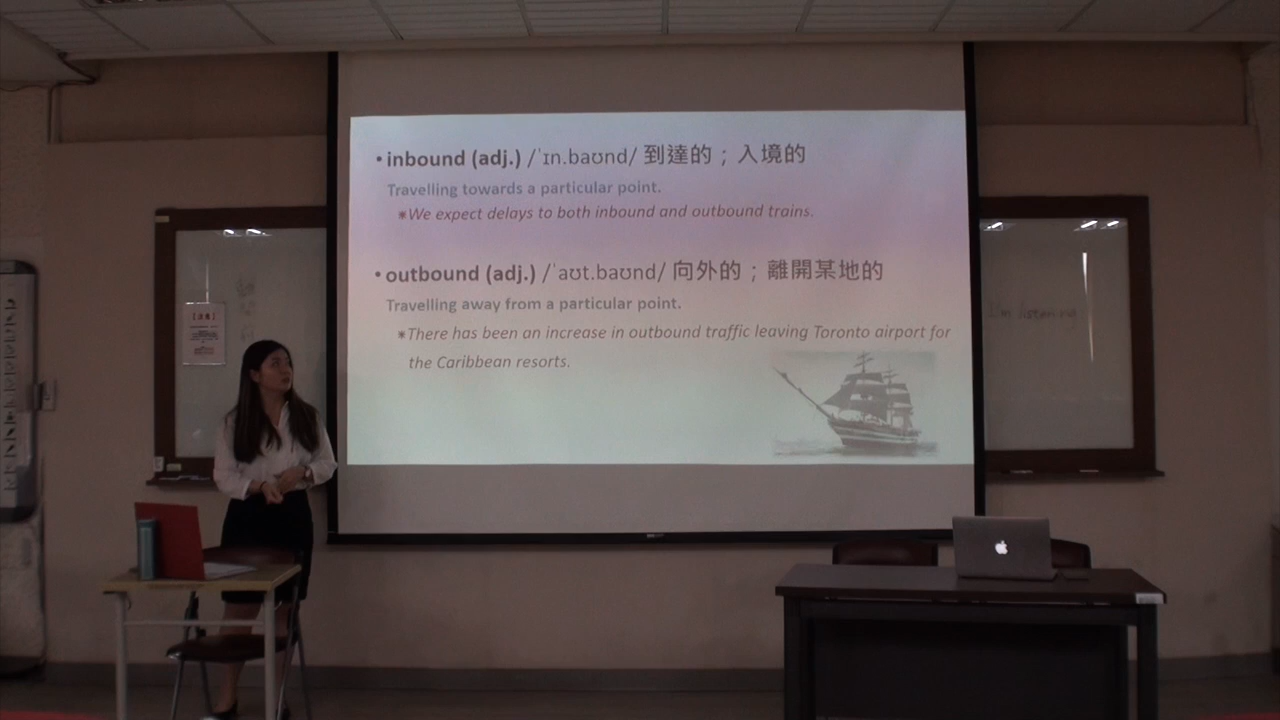 • inbound (adj.) /ˈɪn.baʊnd/ 到達的；入境的
Travelling towards a particular point.
⁕We expect delays to both inbound and outbound trains.
• outbound (adj.) /ˈaʊt.baʊnd/ 向外的；離開某地的
Travelling away from a particular point.
⁕There has been an increase in outbound traffic leaving Toronto airport for
the Caribbean resorts.
I'm listening